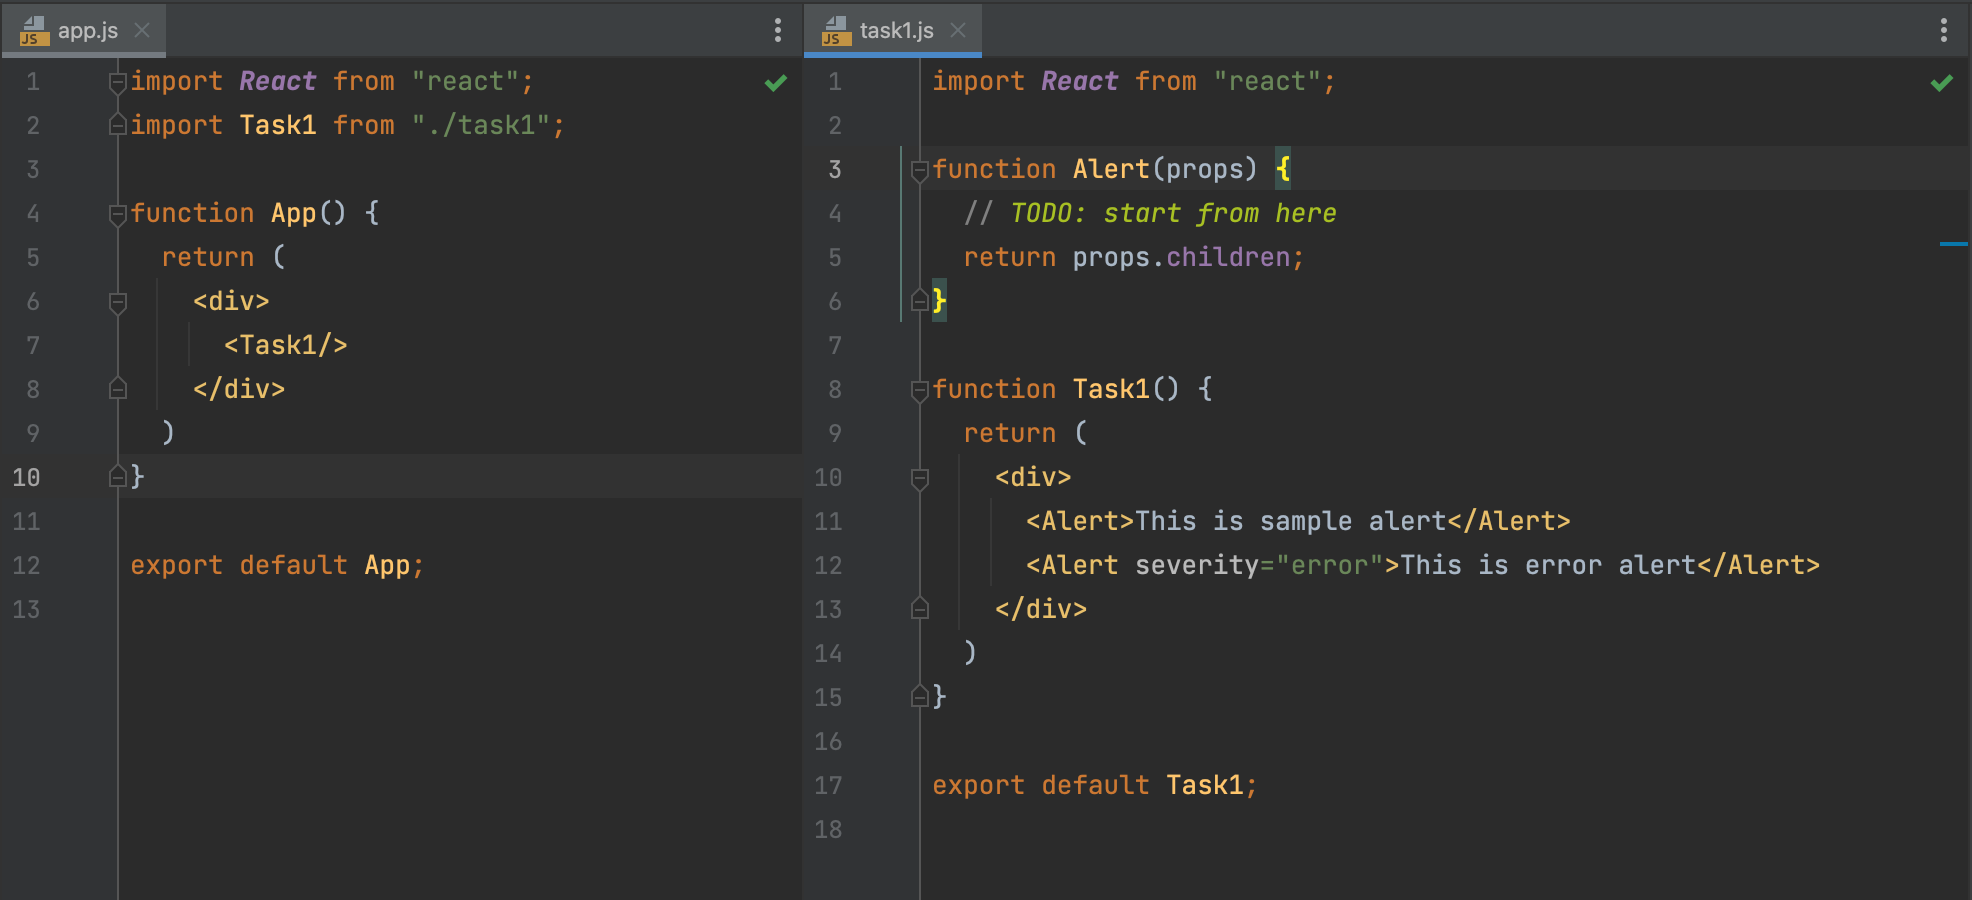 app.js
1 import React from "react";
2 import Task1 from "./task1";
3
4 function App() {
5   return (
6     <div>
7       <Task1/>
8     </div>
9   )
10 }
11
12 export default App;
13
task1.js
1 import React from "react";
2
3 function Alert(props) {
4   // TODO: start from here
5   return props.children;
6 }
7
8 function Task1() {
9   return (
10     <div>
11       <Alert>This is sample alert</Alert>
12       <Alert severity="error">This is error alert</Alert>
13     </div>
14   )
15 }
16
17 export default Task1;
18